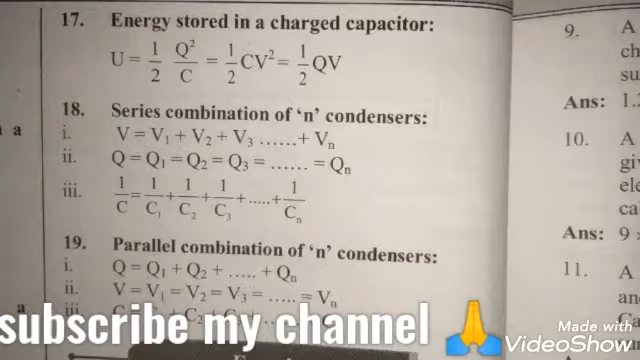 17. Energy stored in a charged capacitor:
U = 1/2 Q²/C = 1/2 CV² = 1/2 QV
18. Series combination of ‘n’ condensers:
i. V = V₁ + V₂ + V₃ ...... + Vₙ
ii. Q = Q₁ = Q₂ = Q₃ = ...... = Qₙ
iii. 1/C = 1/C₁ + 1/C₂ + 1/C₃ + ..... + 1/Cₙ
19. Parallel combination of ‘n’ condensers:
i. Q = Q₁ + Q₂ + ..... + Qₙ
ii. V = V₁ = V₂ = V₃ = ..... = Vₙ
iii
a
a
9. A
ch
su
Ans: 1.
10. A
gi
ele
ca
Ans: 9
11. A
an
subscribe my channel 🙏
Made with
VideoShow